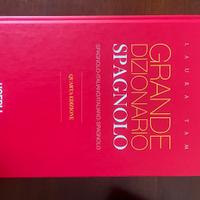 LAURA TAM
GRANDE
DIZIONARIO
SPAGNOLO
SPAGNOLO-ITALIANO/ITALIANO-SPAGNOLO
QUARTA EDIZIONE
HOEPLI